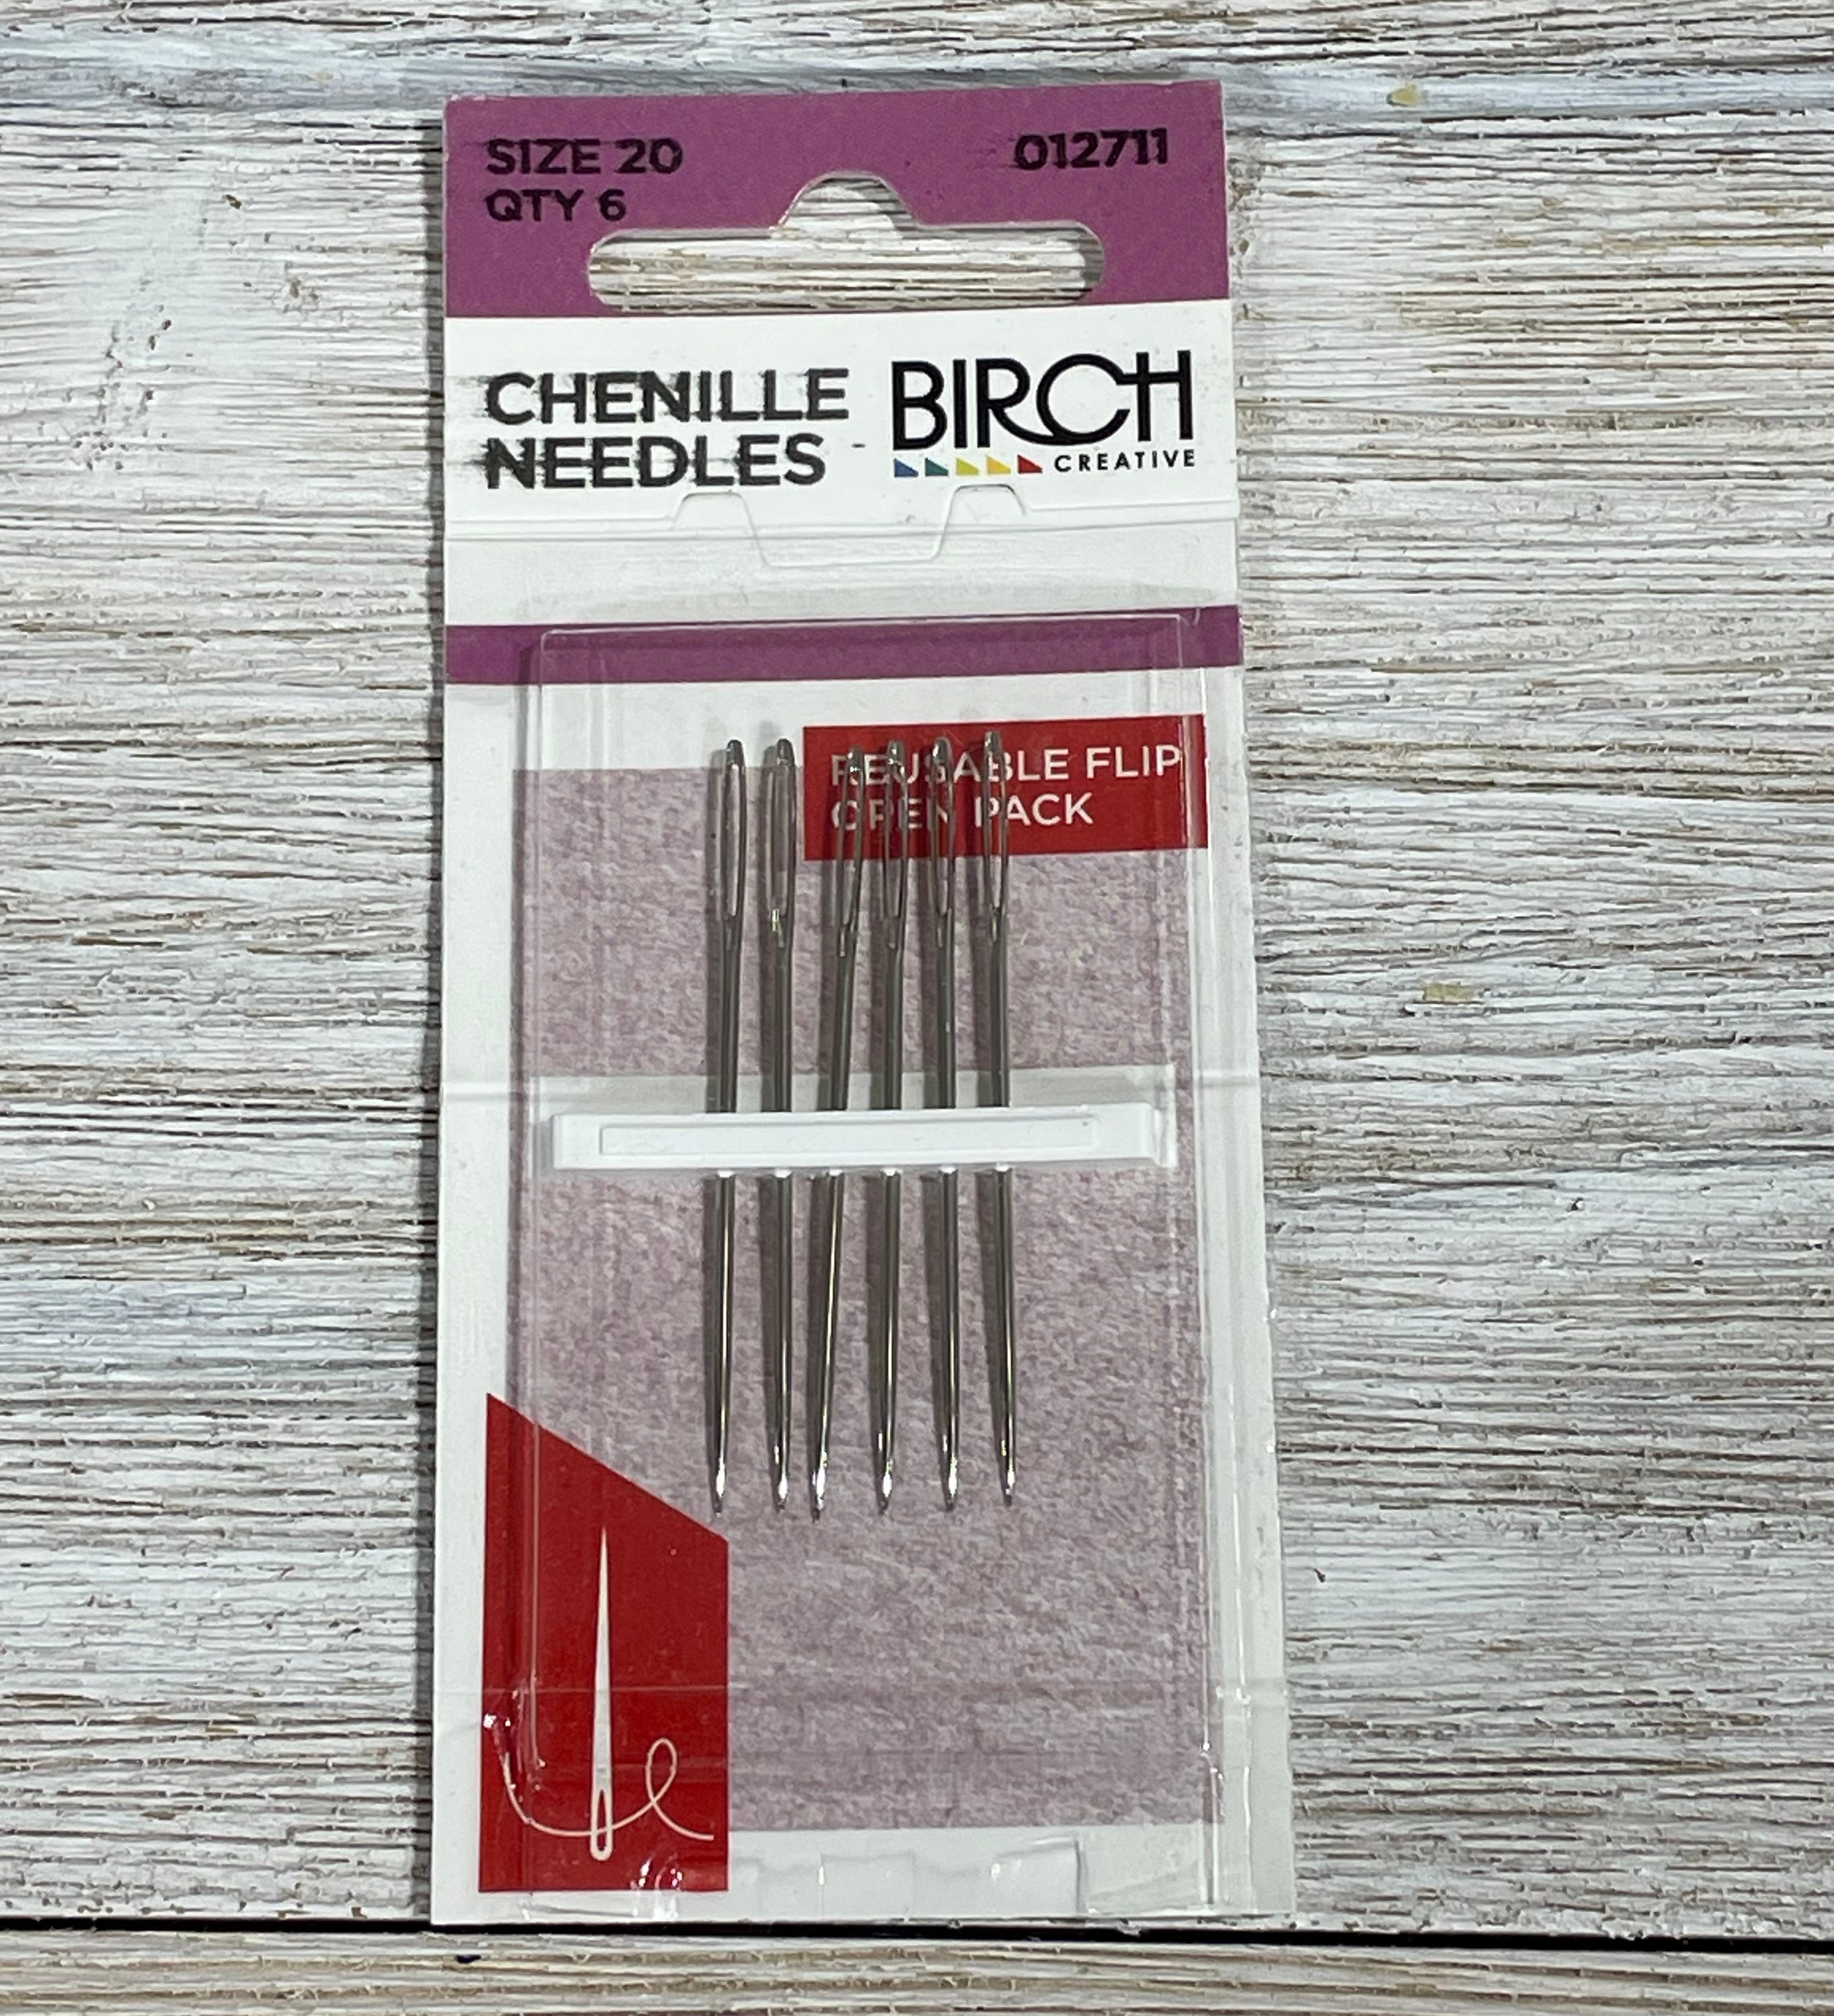 SIZE 20
QTY 6
012711
CHENILLE
NEEDLES
BIRCH
CREATIVE
REUSABLE FLIP
OPEN PACK